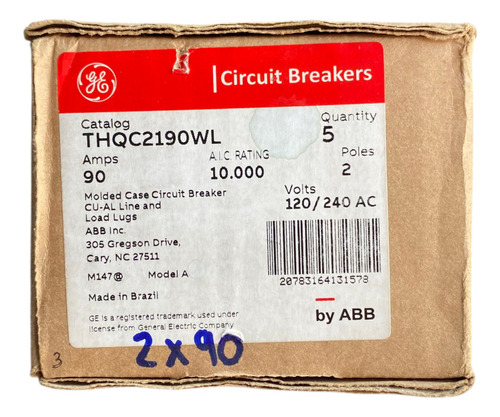 GE
Circuit Breakers
Catalog
THQC2190WL
Quantity
5
Amps
90
A.I.C. RATING
10.000
Poles
2
Molded Case Circuit Breaker
CU-AL Line and
Load Lugs
ABB Inc.
305 Gregson Drive,
Cary, NC 27511
Volts
120/240 AC
M147@ Model A
20783164131578
Made in Brazil
GE is a registered trademark used under
license from General Electric Company
by ABB
2x90
3